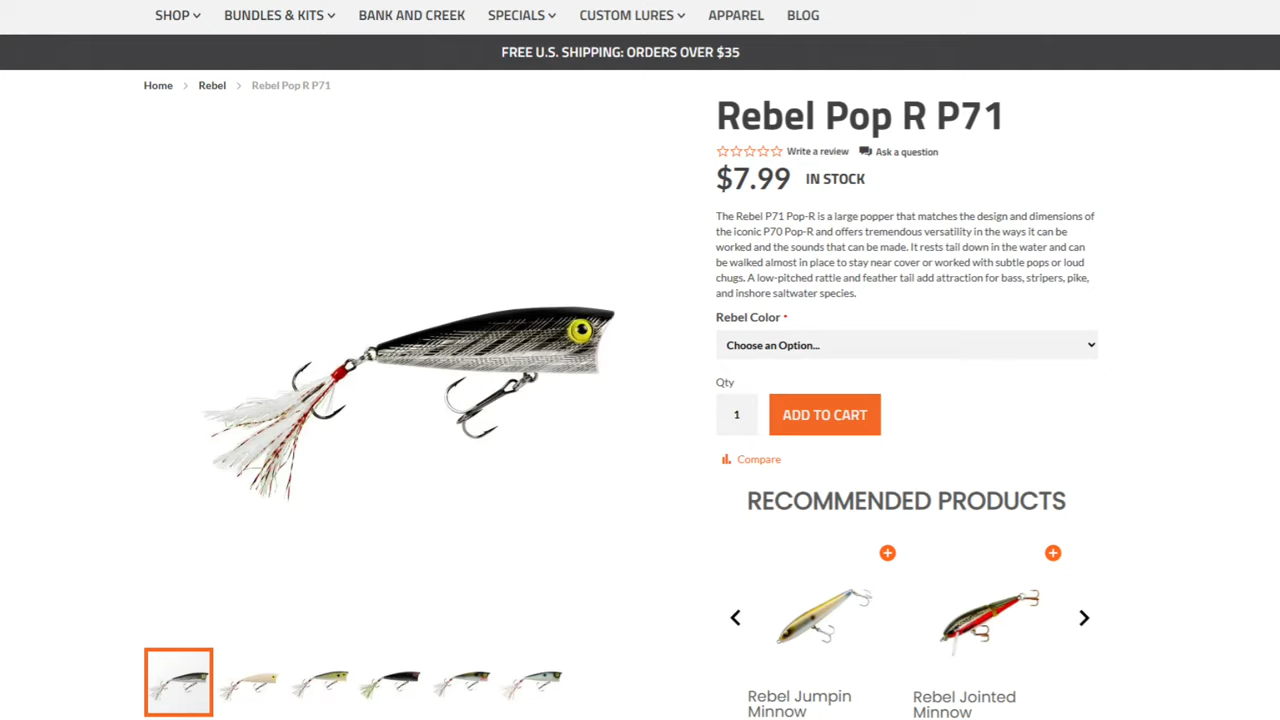 SHOP BUNDLES & KITS BANK AND CREEK SPECIALS CUSTOM LURES APPAREL BLOG
FREE U.S. SHIPPING: ORDERS OVER $35
Home > Rebel > Rebel Pop R P71
Rebel Pop R P71
Write a review Ask a question
$7.99 IN STOCK
The Rebel P71 Pop-R is a large popper that matches the design and dimensions of
the iconic P70 Pop-R and offers tremendous versatility in the ways it can be
worked and the sounds that can be made. It rests tail down in the water and can
be walked almost in place to stay near cover or worked with subtle pops or loud
chugs. A low-pitched rattle and feather tail add attraction for bass, stripers, pike,
and inshore saltwater species.
Rebel Color *
Choose an Option...
Qty
1 ADD TO CART
Compare
RECOMMENDED PRODUCTS
Rebel Jumpin
Minnow
Rebel Jointed
Minnow